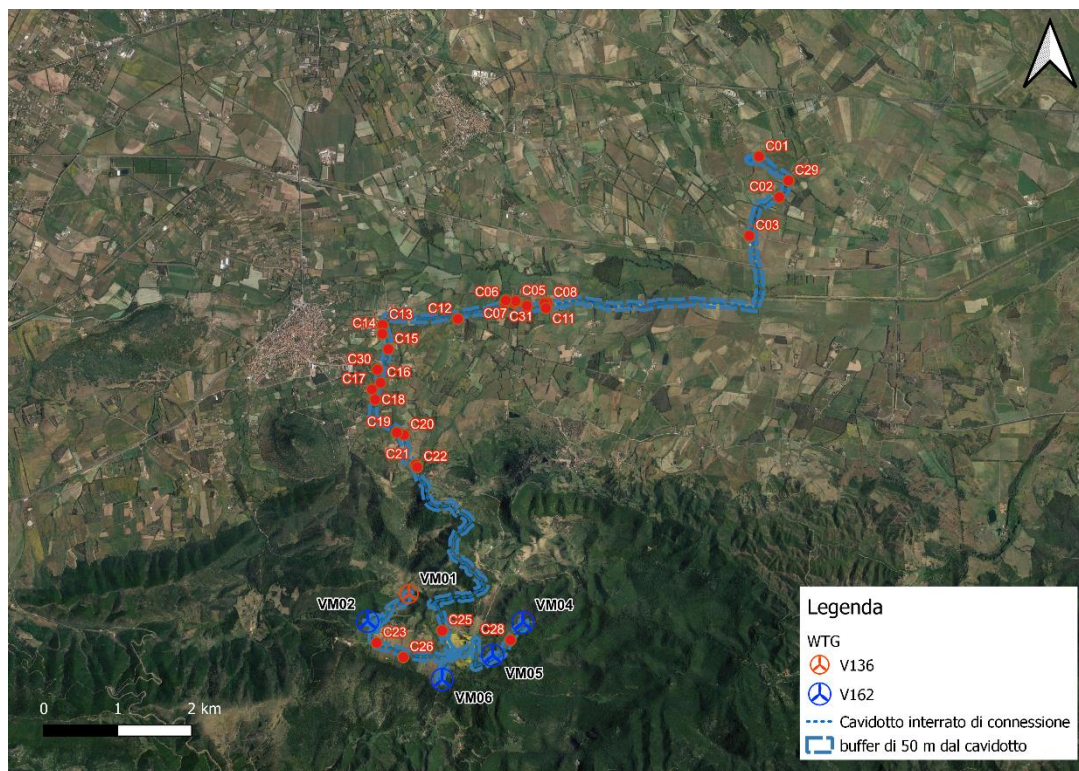 C01
C29
C02
C03
C06
C05
C08
C07
C31
C11
C12
C13
C14
C15
C30
C16
C17
C18
C19
C20
C21
C22
VM01
VM02
VM04
C25
C28
C23
C26
VM05
VM06
0 1 2 km
Legenda
WTG
V136
V162
Cavidotto interrato di connessione
buffer di 50 m dal cavidotto